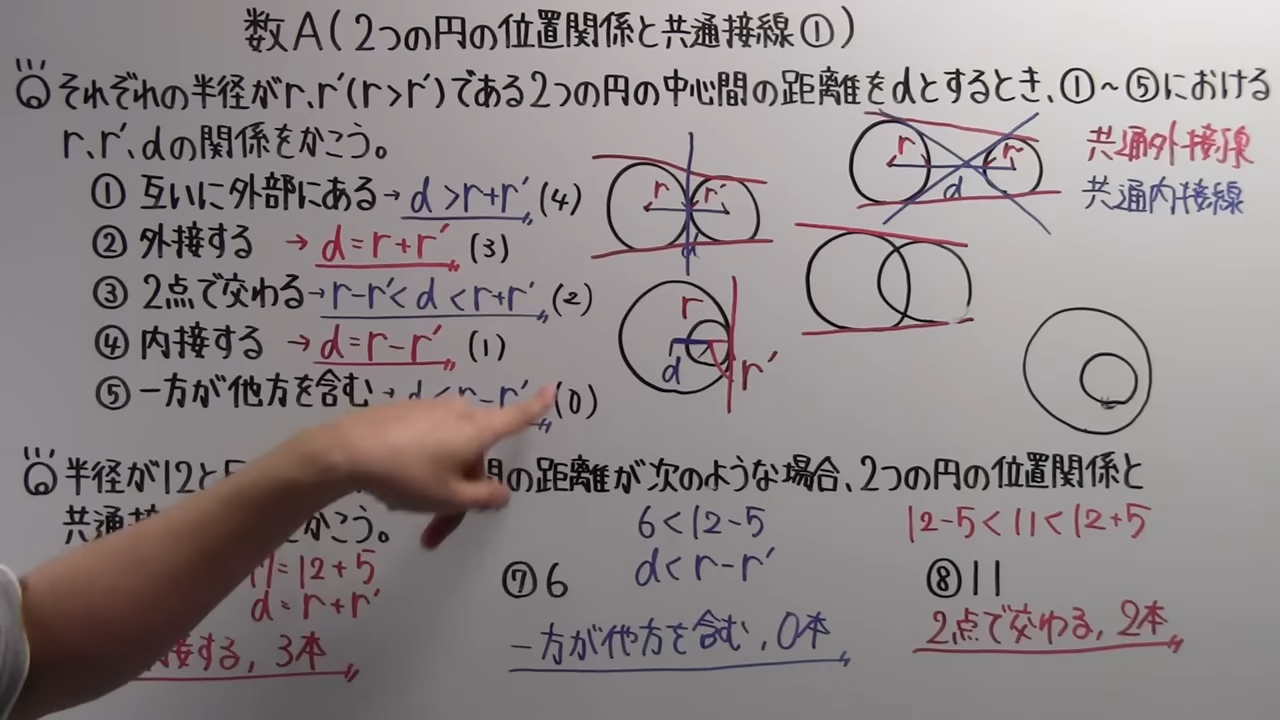 数A(2つの円の位置関係と共通接線①)
それぞれの半径がr、r'(r>r')である2つの円の中心間の距離をdとするとき、①~⑤における
r、r'、dの関係をかこう。
① 互いに外部にある→ d>r+r' (4)
② 外接する → d=r+r' (3)
③ 2点で交わる→ r-r'<d<r+r' (2)
④ 内接する → d=r-r' (1)
⑤ 一方が他方を含む→ d<r-r' (0)
r r' d
r r' d
共通外接線
共通内接線
r d r'
半径が12と5 間の距離が次のような場合、2つの円の位置関係と
共通接 かこう。
17=12+5
d=r+r'
接する, 3本
6<12-5
d<r-r'
⑦6
一方が他方を含む, 0本
12-5<11<12+5
⑧11
2点で交わる, 2本